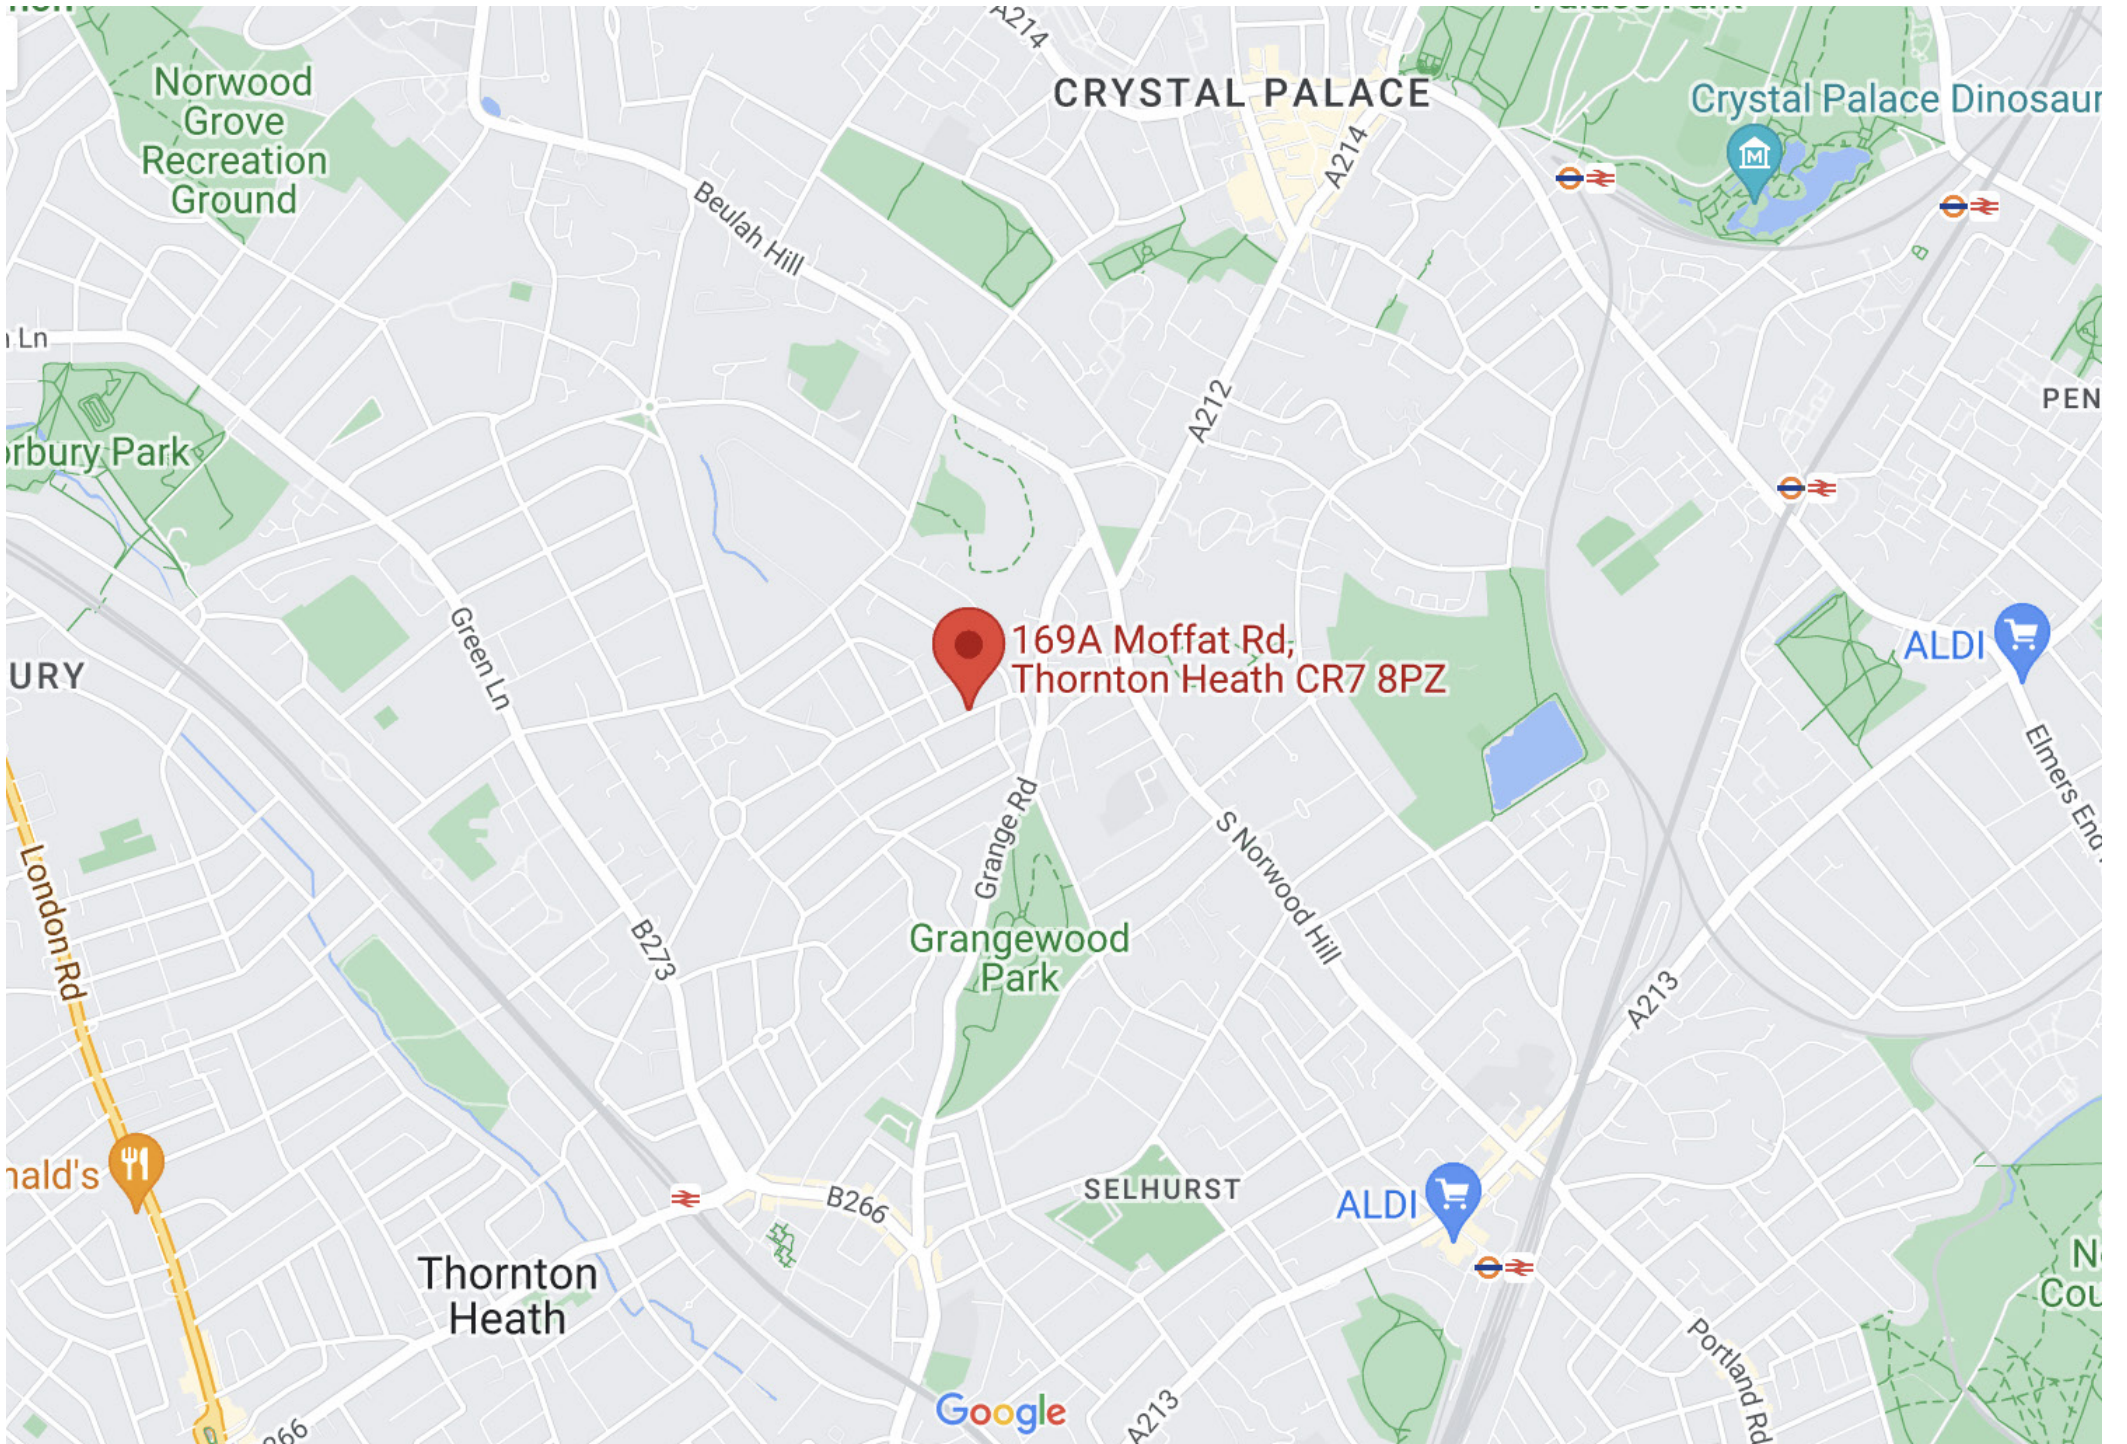 A214
CRYSTAL PALACE
Norwood
Grove
Recreation
Ground
Crystal Palace Dinosaur
A214
Beulah Hill
Ln
A212
PEN
orbury Park
Green Ln
169A Moffat Rd,
Thornton Heath CR7 8PZ
ALDI
URY
Elmers End
Grange Rd
S Norwood Hill
London Rd
B273
Grangewood
Park
A213
nald's
SELHURST
B266
ALDI
Thornton
Heath
N
Cou
Portland Rd
Google
A213
266